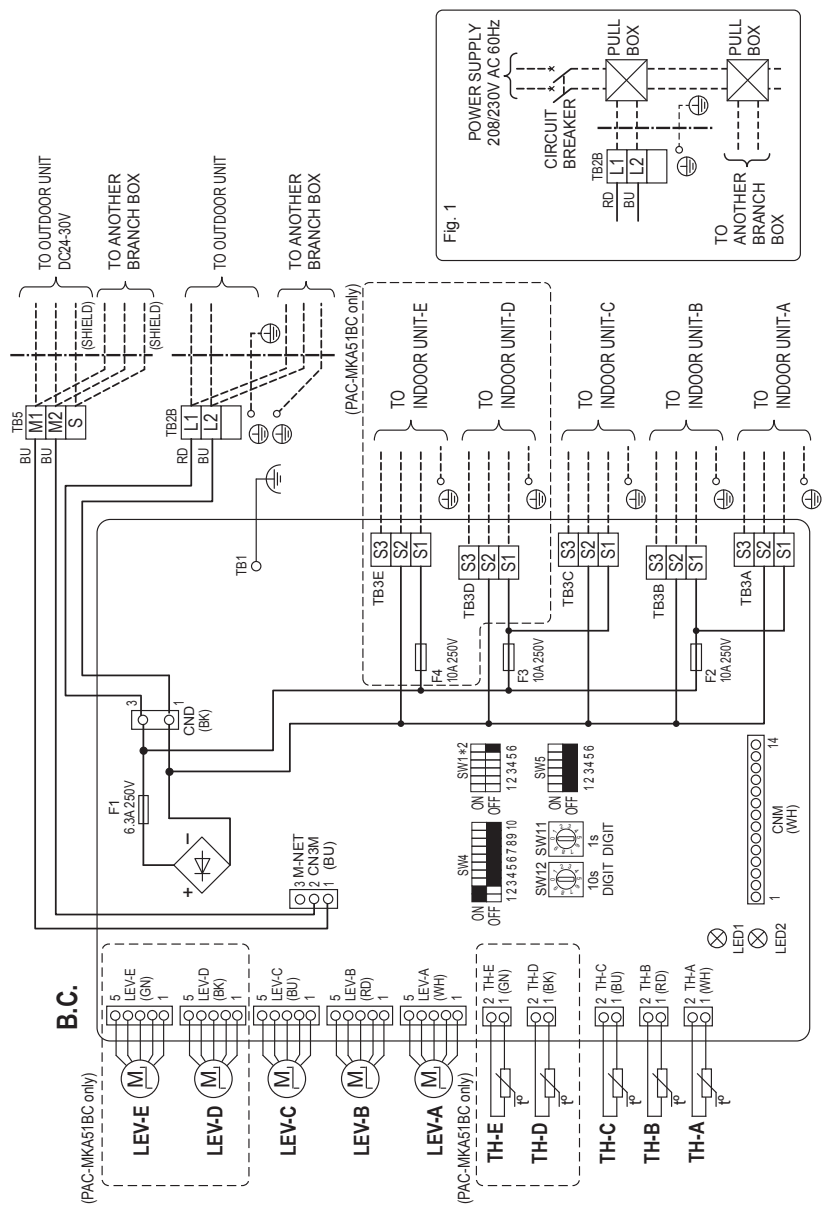 (PAC-MKA51BC only)
(PAC-MKA51BC only)
B.C.
LEV-E
LEV-D
LEV-C
LEV-B
LEV-A
TH-E
TH-D
TH-C
TH-B
TH-A
M
M
M
M
M
t°
t°
t°
t°
t°
5 LEV-E 1
(GN)
5 LEV-D 1
(BK)
5 LEV-C 1
(BU)
5 LEV-B 1
(RD)
5 LEV-A 1
(WH)
2 TH-E
1 (GN)
2 TH-D
1 (BK)
2 TH-C
1 (BU)
2 TH-B
1 (RD)
2 TH-A
1 (WH)
LED1
LED2
1
CNM
(WH)
14
3 M-NET
2 CN3M
1 (BU)
+
−
F1
6.3A 250V
3
1
CND
(BK)
SW4
ON
OFF
1 2 3 4 5 6 7 8 9 10
SW1 *2
ON
OFF
1 2 3 4 5 6
SW12
10s
DIGIT
SW11
1s
DIGIT
SW5
ON
OFF
1 2 3 4 5 6
F4
10A 250V
F3
10A 250V
F2
10A 250V
TB1
TB3E
S3
S2
S1
TB3D
S3
S2
S1
TB3C
S3
S2
S1
TB3B
S3
S2
S1
TB3A
S3
S2
S1
(PAC-MKA51BC only)
TO
INDOOR UNIT-E
TO
INDOOR UNIT-D
TO
INDOOR UNIT-C
TO
INDOOR UNIT-B
TO
INDOOR UNIT-A
BU
BU
TB5
M1
M2
S
(SHIELD)
(SHIELD)
TO OUTDOOR UNIT
DC24-30V
TO ANOTHER
BRANCH BOX
RD
BU
TB2B
L1
L2
TO OUTDOOR UNIT
TO ANOTHER
BRANCH BOX
Fig. 1
POWER SUPPLY
208/230V AC 60Hz
CIRCUIT
BREAKER
TB2B
RD
BU
L1
L2
PULL
BOX
PULL
BOX
TO
ANOTHER
BRANCH
BOX